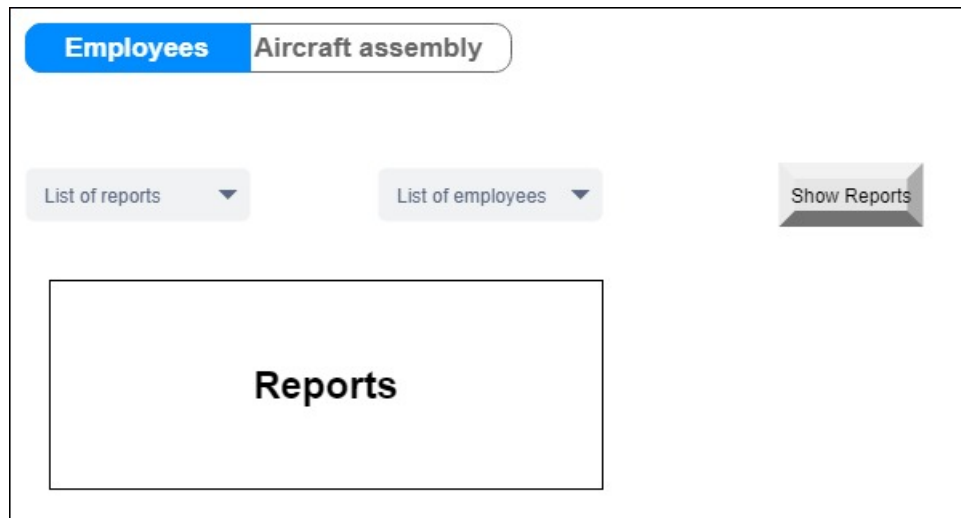 Employees Aircraft assembly
List of reports List of employees Show Reports
Reports